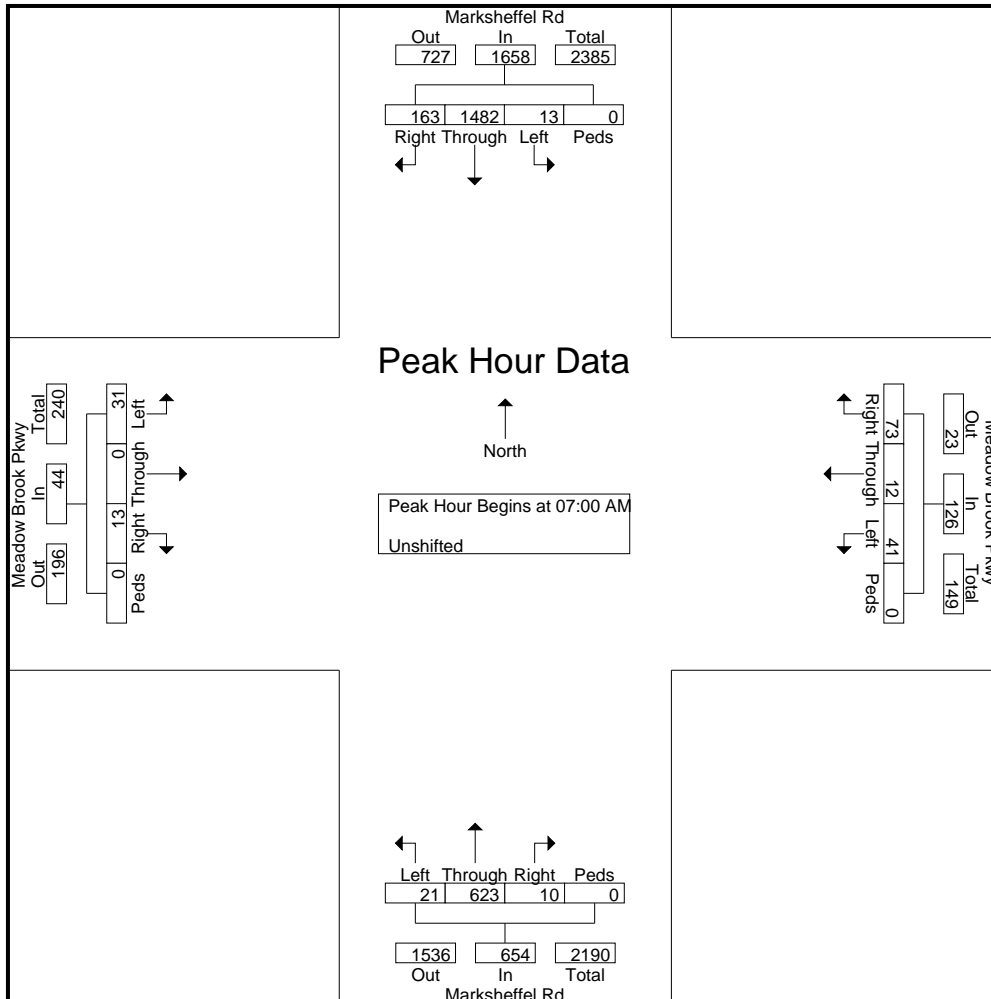 Marksheffel Rd
Out In Total
727 1658 2385
163 1482 13 0
Right Through Left Peds
Peak Hour Data
North
Peak Hour Begins at 07:00 AM
Unshifted
Meadow Brook Pkwy
Out In Total
196 44 240
Left Through Right Peds
31 0 13 0
Meadow Brook Pkwy
Out In Total
23 126 149
Right Through Left Peds
73 12 41 0
Left Through Right Peds
21 623 10 0
1536 654 2190
Out In Total
Marksheffel Rd